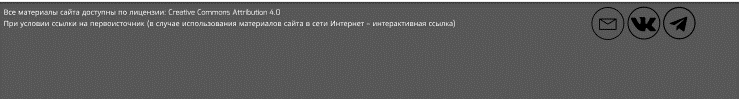 Все материалы сайта доступны по лицензии: Creative Commons Attribution 4.0
При условии ссылки на первоисточник (в случае использования материалов сайта в сети Интернет – интерактивная ссылка)